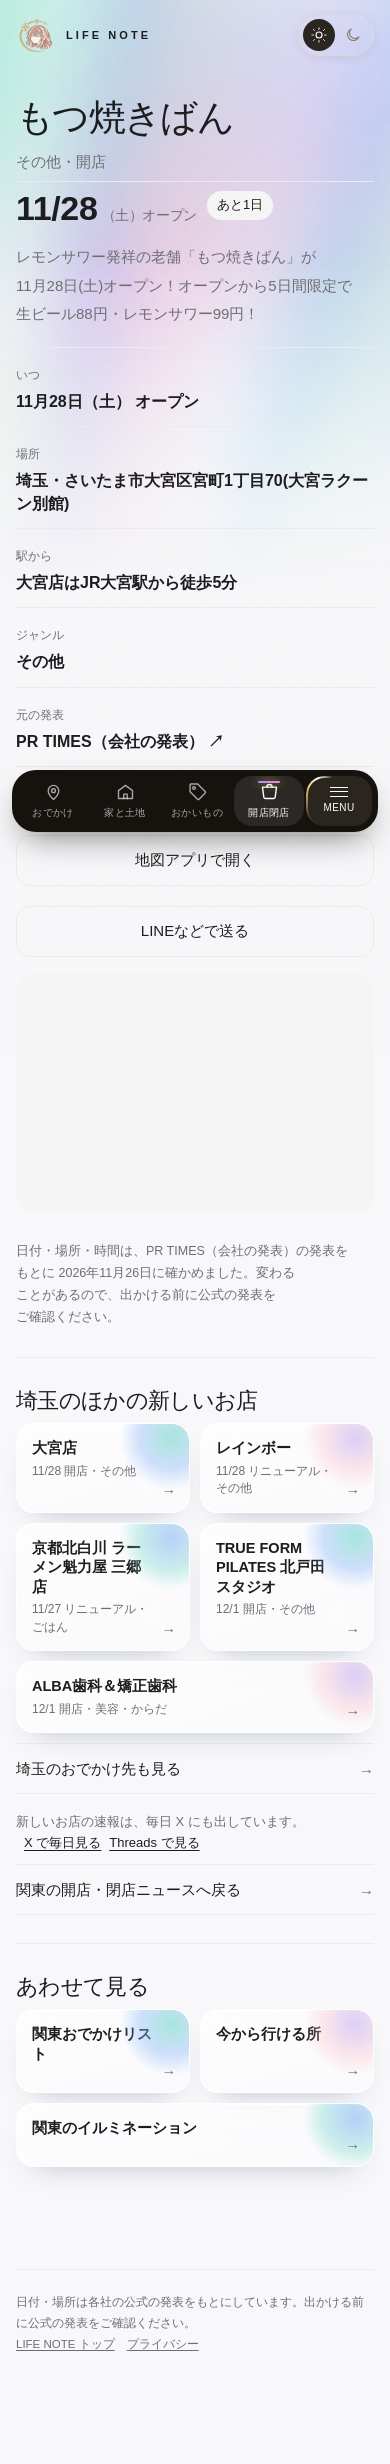 LIFE NOTE
もつ焼きばん
その他・開店
11/28 （土）オープン あと1日
レモンサワー発祥の老舗「もつ焼きばん」が
11月28日(土)オープン！オープンから5日間限定で
生ビール88円・レモンサワー99円！
いつ
11月28日（土） オープン
場所
埼玉・さいたま市大宮区宮町1丁目70(大宮ラクー
ン別館)
駅から
大宮店はJR大宮駅から徒歩5分
ジャンル
その他
元の発表
PR TIMES（会社の発表） ↗
おでかけ 家と土地 おかいもの 開店閉店 MENU
地図アプリで開く
LINEなどで送る
日付・場所・時間は、PR TIMES（会社の発表）の発表を
もとに 2026年11月26日に確かめました。変わる
ことがあるので、出かける前に公式の発表を
ご確認ください。
埼玉のほかの新しいお店
大宮店
11/28 開店・その他
→
レインボー
11/28 リニューアル・
その他
→
京都北白川 ラー
メン魁力屋 三郷
店
11/27 リニューアル・
ごはん
→
TRUE FORM
PILATES 北戸田
スタジオ
12/1 開店・その他
→
ALBA歯科＆矯正歯科
12/1 開店・美容・からだ
→
埼玉のおでかけ先も見る →
新しいお店の速報は、毎日 X にも出しています。
X で毎日見る Threads で見る
関東の開店・閉店ニュースへ戻る →
あわせて見る
関東おでかけリス
ト
→
今から行ける所
→
関東のイルミネーション
→
日付・場所は各社の公式の発表をもとにしています。出かける前
に公式の発表をご確認ください。
LIFE NOTE トップ プライバシー